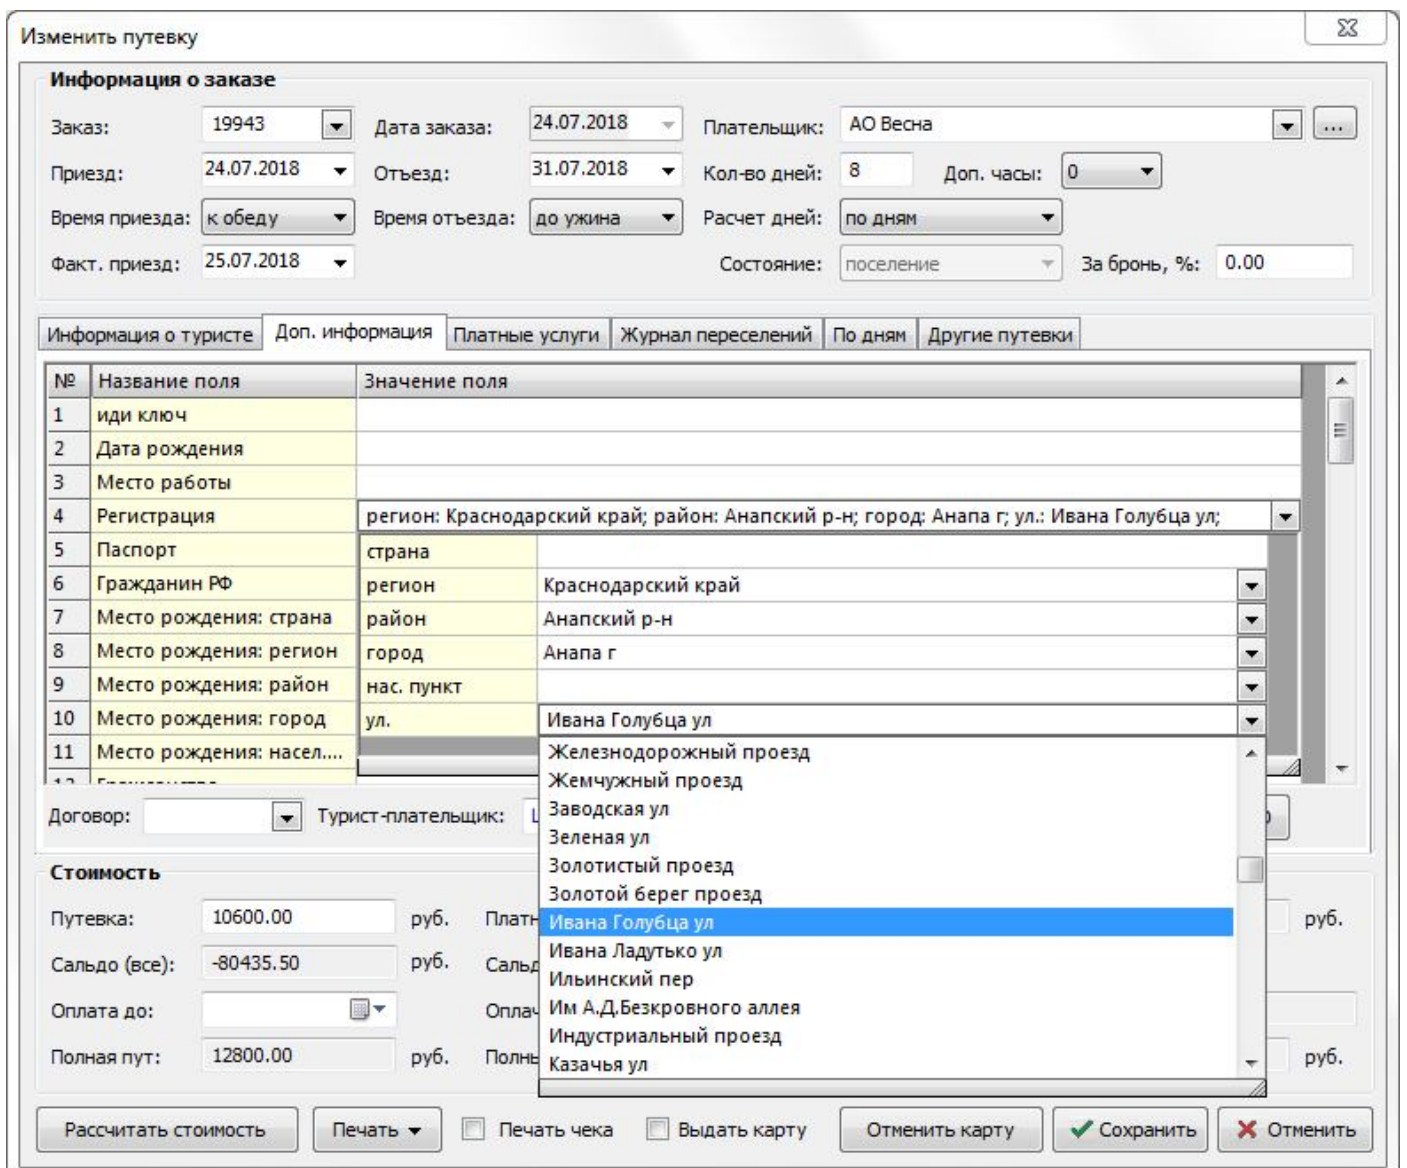 Изменить путевку
Информация о заказе
Заказ: 19943 Дата заказа: 24.07.2018 Плательщик: АО Весна ...
Приезд: 24.07.2018 Отъезд: 31.07.2018 Кол-во дней: 8 Доп. часы: 0
Время приезда: к обеду Время отъезда: до ужина Расчет дней: по дням
Факт. приезд: 25.07.2018 Состояние: поселение За бронь, %: 0.00
Информация о туристе Доп. информация Платные услуги Журнал переселений По дням Другие путевки
№ Название поля Значение поля
1 иди ключ
2 Дата рождения
3 Место работы
4 Регистрация регион: Краснодарский край; район: Анапский р-н; город: Анапа г; ул.: Ивана Голубца ул;
5 Паспорт страна
6 Гражданин РФ регион Краснодарский край
7 Место рождения: страна район Анапский р-н
8 Место рождения: регион город Анапа г
9 Место рождения: район нас. пункт
10 Место рождения: город ул. Ивана Голубца ул
11 Место рождения: насел.... Железнодорожный проезд
Жемчужный проезд
Договор: Турист-плательщик: Заводская ул
Зеленая ул
Золотистый проезд
Стоимость
Золотой берег проезд
Путевка: 10600.00 руб. Ивана Голубца ул руб.
Ивана Ладутько ул
Сальдо (все): -80435.50 руб.
Ильинский пер
Оплата до: Им А.Д.Безкровного аллея
Индустриальный проезд
Полная пут: 12800.00 руб. Казачья ул руб.
Рассчитать стоимость Печать Печать чека Выдать карту Отменить карту Сохранить Отменить